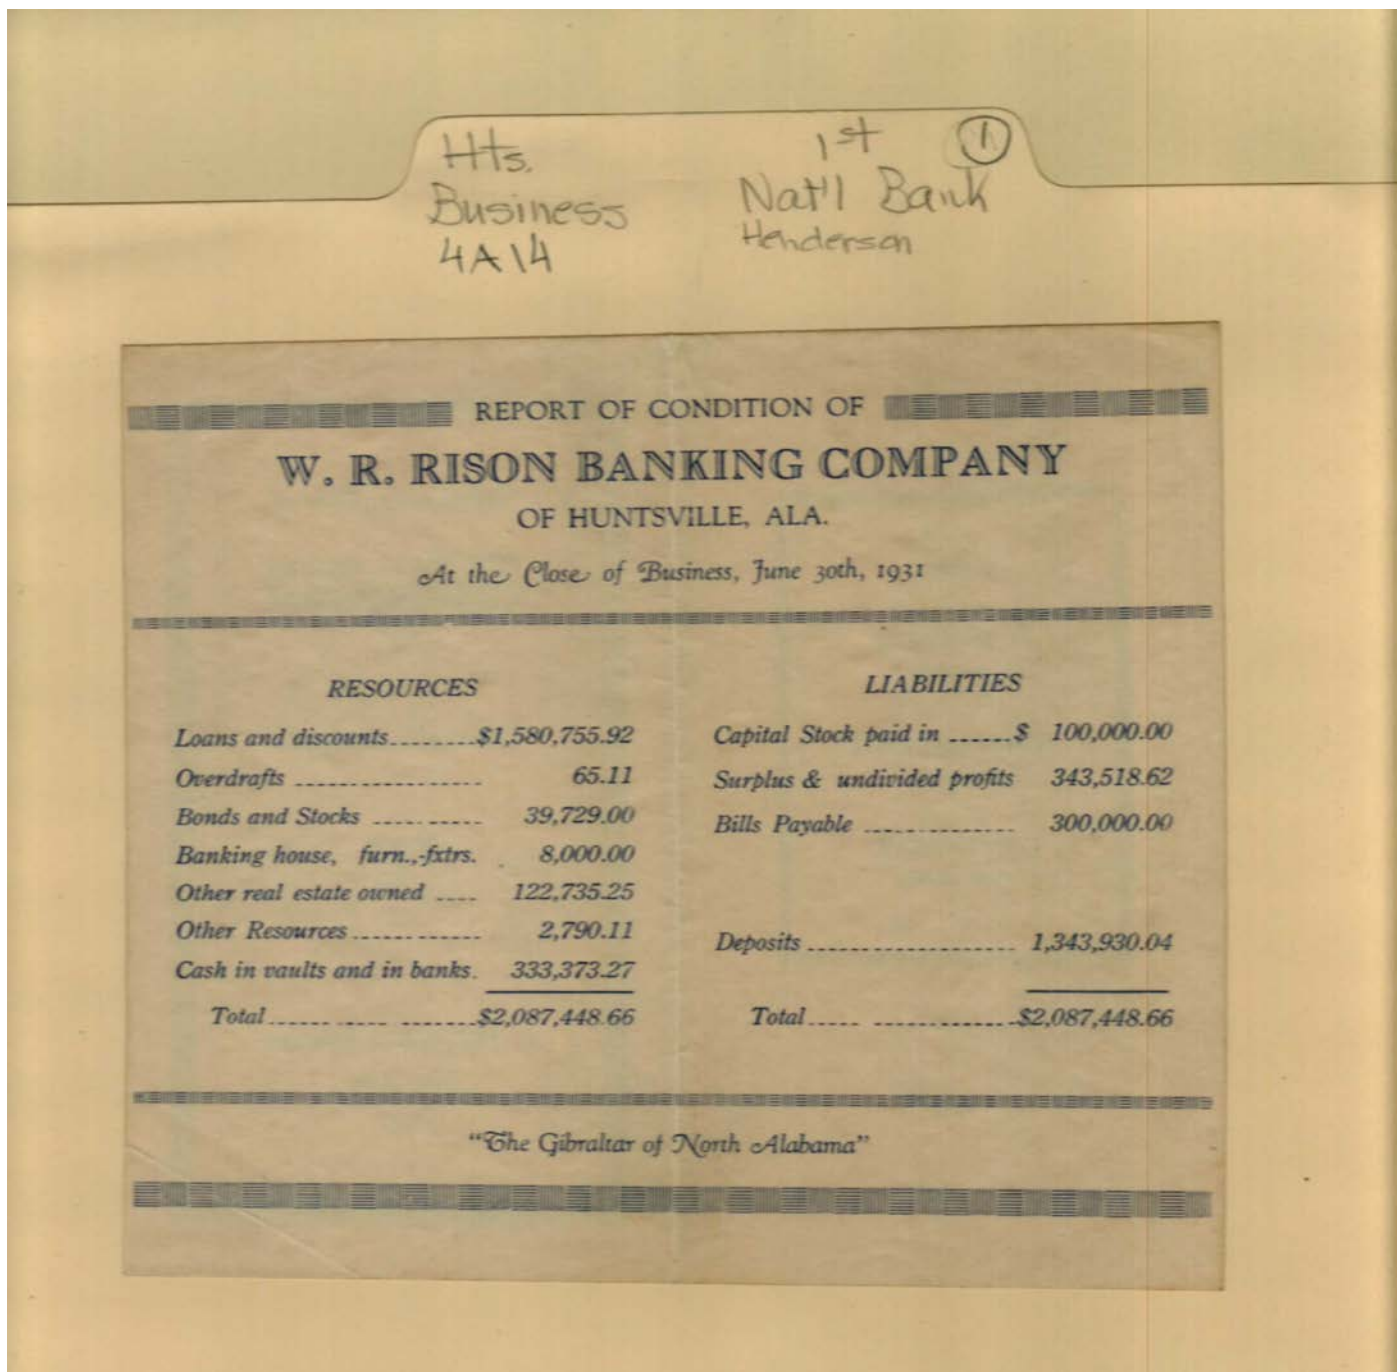 Hts.
Business
4A14
1st
Nat'l Bank
Henderson
1
REPORT OF CONDITION OF
W. R. RISON BANKING COMPANY
OF HUNTSVILLE, ALA.
At the Close of Business, June 30th, 1931
RESOURCES
Loans and discounts........$1,580,755.92
Overdrafts ................. 65.11
Bonds and Stocks .......... 39,729.00
Banking house, furn.,-fxtrs. . 8,000.00
Other real estate owned .... 122,735.25
Other Resources ............ 2,790.11
Cash in vaults and in banks. 333,373.27
Total...... .... .......$2,087,448.66
LIABILITIES
Capital Stock paid in ......$ 100,000.00
Surplus & undivided profits 343,518.62
Bills Payable .............. 300,000.00
Deposits .................... 1,343,930.04
Total..... ..............$2,087,448.66
"The Gibraltar of North Alabama"